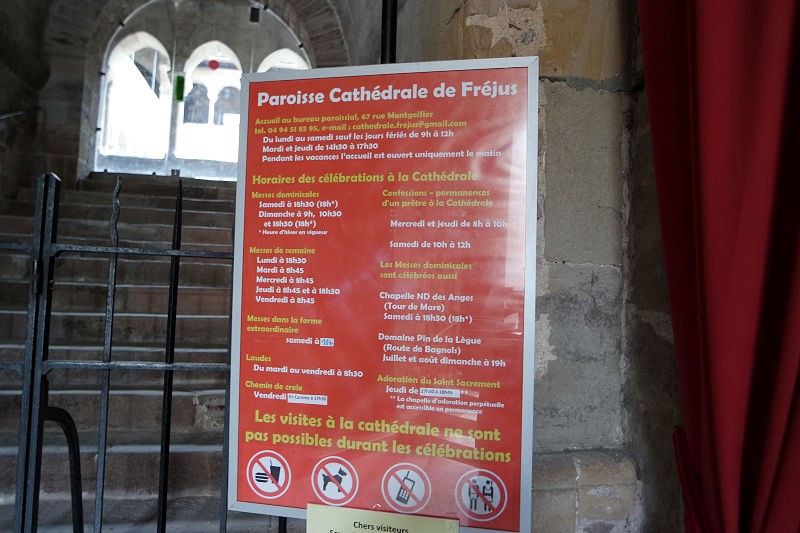 Paroisse Cathédrale de Fréjus
Accueil au bureau paroissial, 67 rue Montgolfier
tel. 04 94 51 83 95, e-mail : cathedrale.frejus@gmail.com
Du lundi au samedi sauf les jours fériés de 9h à 12h
Mardi et jeudi de 14h30 à 17h30
Pendant les vacances l'accueil est ouvert uniquement le matin
Horaires des célébrations à la Cathédrale
Messes dominicales
Samedi à 18h30 (18h*)
Dimanche à 9h, 10h30
et 18h30 (18h*)
* Heure d'hiver en vigueur
Messes de semaine
Lundi à 18h30
Mardi à 8h45
Mercredi à 8h45
Jeudi à 8h45 et à 18h30
Vendredi à 8h45
Messes dans la forme
extraordinaire
samedi à 10h
Laudes
Du mardi au vendredi à 8h30
Chemin de croix
Vendredi En Carême à 17h30
Confessions - permanences
d'un prêtre à la Cathédrale
Mercredi et jeudi de 8h à 10h
Samedi de 10h à 12h
Les Messes dominicales
sont célébrées aussi
Chapelle ND des Anges
(Tour de Mare)
Samedi à 18h30 (18h*)
Domaine Pin de la Lègue
(Route de Bagnols)
Juillet et août dimanche à 19h
Adoration du Saint Sacrement
Jeudi de 17h30 à 18h45 **
** La chapelle d'adoration perpétuelle
est accessible en permanence
Les visites à la cathédrale ne sont
pas possibles durant les célébrations
Chers visiteurs